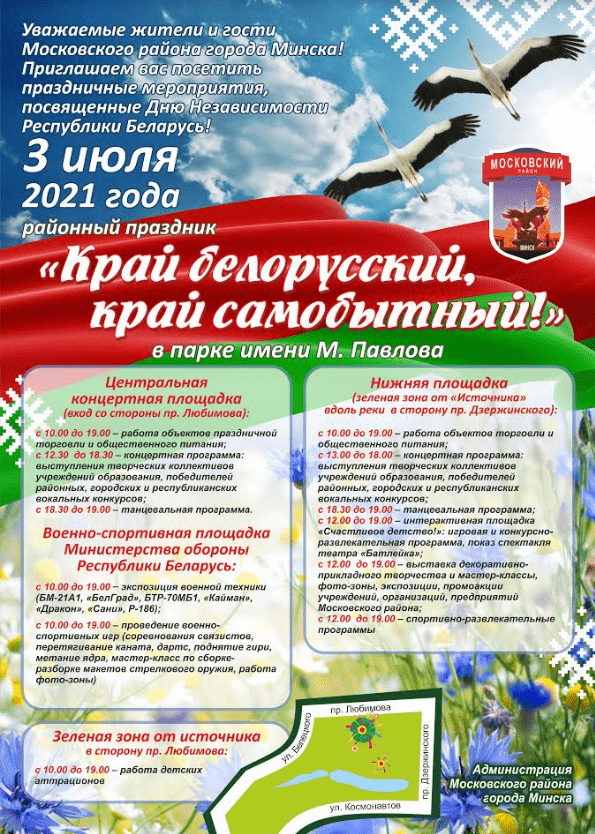 Уважаемые жители и гости
Московского района города Минска!
Приглашаем вас посетить
праздничные мероприятия,
посвященные Дню Независимости
Республики Беларусь!
3 июля
2021 года
районный праздник
МОСКОВСКИЙ
РАЙОН
МИНСК
«Край белорусский,
край самобытный!»
в парке имени М. Павлова
Центральная
концертная площадка
(вход со стороны пр. Любимова):
с 10.00 до 19.00 – работа объектов праздничной
торговли и общественного питания;
с 12.30 до 18.30 – концертная программа:
выступления творческих коллективов
учреждений образования, победителей
районных, городских и республиканских
вокальных конкурсов;
с 18.30 до 19.00 – танцевальная программа.
Военно-спортивная площадка
Министерства обороны
Республики Беларусь:
с 10.00 до 19.00 – экспозиция военной техники
(БМ-21А1, «БелГрад», БТР-70МБ1, «Кайман»,
«Дракон», «Сани», Р-186);
с 10.00 до 19.00 – проведение военно-
спортивных игр (соревнования связистов,
перетягивание каната, дартс, поднятие гири,
метание ядра, мастер-класс по сборке-
разборке макетов стрелкового оружия, работа
фото-зоны)
Зеленая зона от источника
в сторону пр. Любимова:
с 10.00 до 19.00 – работа детских
аттракционов
Нижняя площадка
(зеленая зона от «Источника»
вдоль реки в сторону пр. Дзержинского):
с 10.00 до 19.00 – работа объектов торговли и
общественного питания;
с 13.00 до 18.00 – концертная программа:
выступления творческих коллективов
учреждений образования, победителей
районных, городских и республиканских
вокальных конкурсов;
с 18.30 до 19.00 – танцевальная программа;
с 12.00 до 19.00 – интерактивная площадка
«Счастливое детство!»: игровая и конкурсно-
развлекательная программа, показ спектакля
театра «Батлейка»;
с 12.00 до 19.00 – выставка декоративно-
прикладного творчества и мастер-классы,
фото-зоны, экспозиции, промоакции
учреждений, организаций, предприятий
Московского района;
с 12.00 до 19.00 – спортивно-развлекательные
программы
пр. Любимова
ул. Белецкого
пр. Дзержинского
ул. Космонавтов
Администрация
Московского района
города Минска